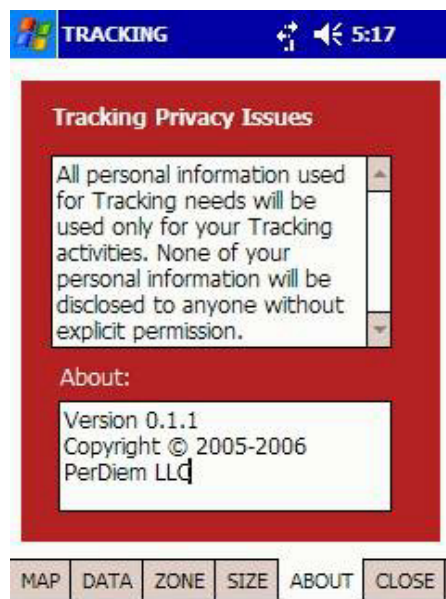 TRACKING 5:17
Tracking Privacy Issues
All personal information used
for Tracking needs will be
used only for your Tracking
activities. None of your
personal information will be
disclosed to anyone without
explicit permission.
About:
Version 0.1.1
Copyright © 2005-2006
PerDiem LLC
MAP DATA ZONE SIZE ABOUT CLOSE